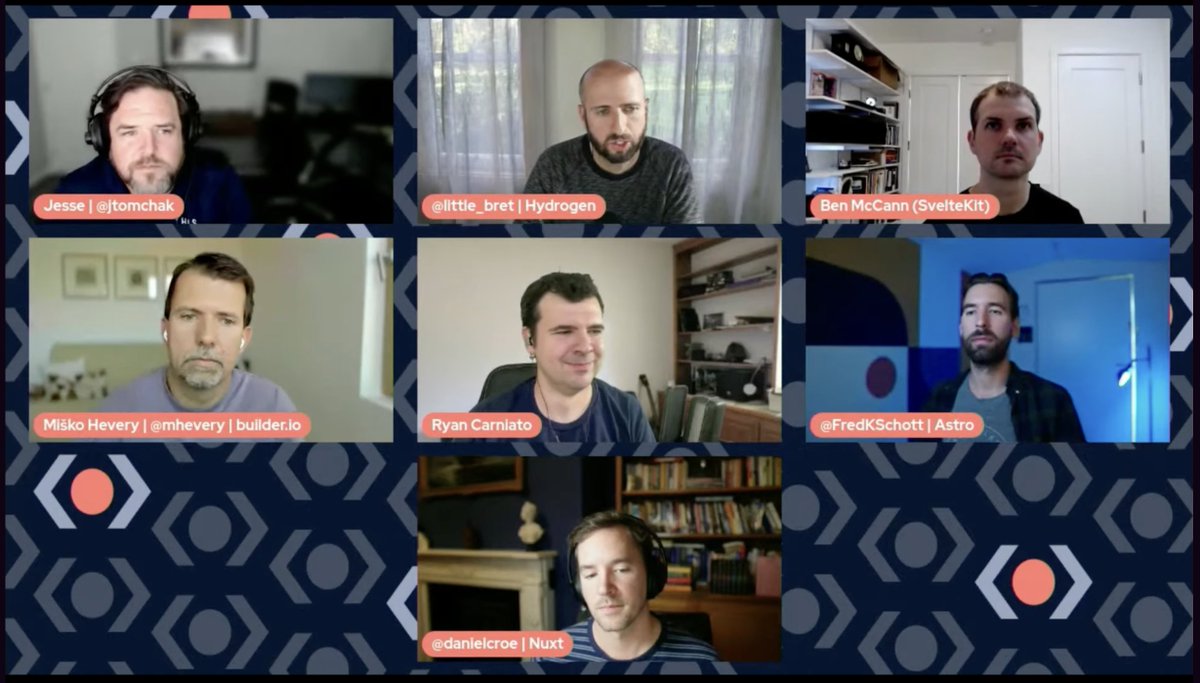 Jesse | @jtomchak
@little_bret | Hydrogen
Ben McCann (SvelteKit)
Miško Hevery | @mhevery | builder.io
Ryan Carniato
@FredKSchott | Astro
@danielcroe | Nuxt